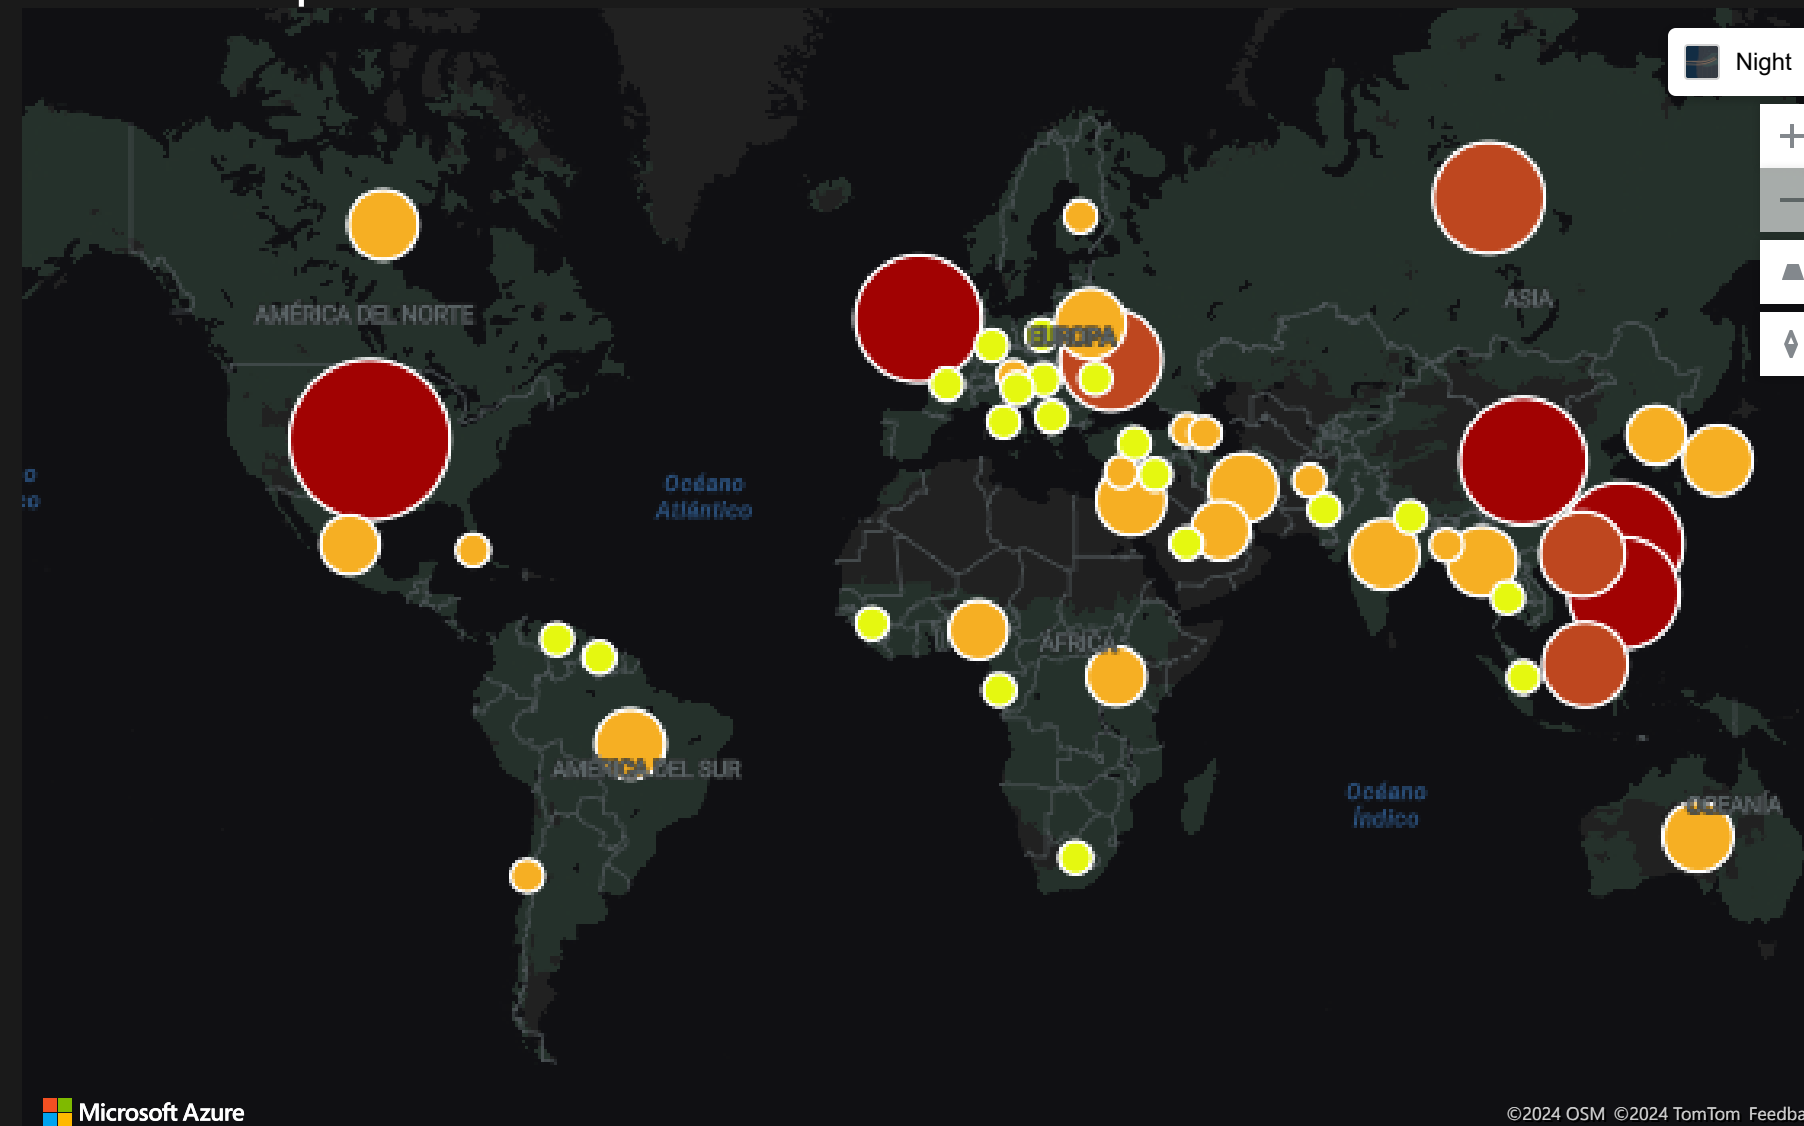 Night
AMÉRICA DEL NORTE
EUROPA
ASIA
Océano
Atlántico
ÁFRICA
AMÉRICA DEL SUR
Océano
Índico
OCEANÍA
Microsoft Azure
©2024 OSM ©2024 TomTom Feedba